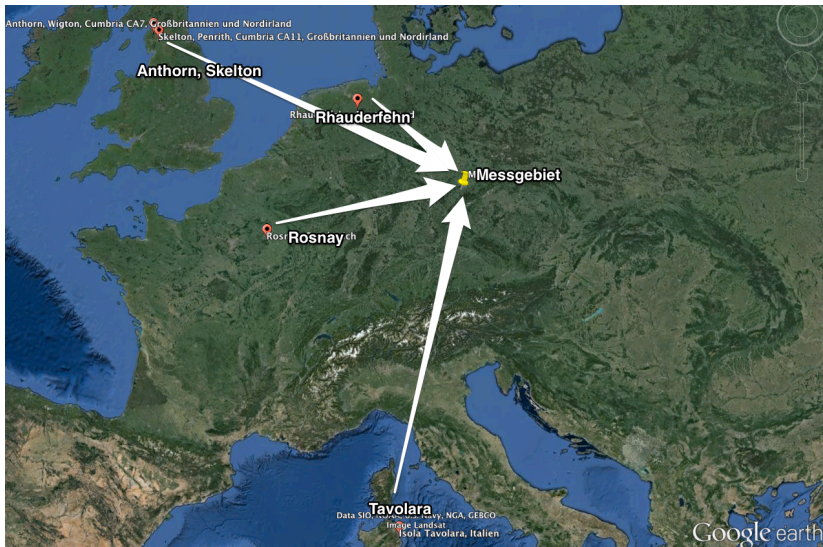 Anthorn, Wigton, Cumbria CA7, Großbritannien und Nordirland
Skelton, Penrith, Cumbria CA11, Großbritannien und Nordirland
Anthorn, Skelton
Rhauderfehn
Messgebiet
Rosnay
Tavolara
Data SIO, NOAA, U.S. Navy, NGA, GEBCO
Image Landsat
Isola Tavolara, Italien
Google earth